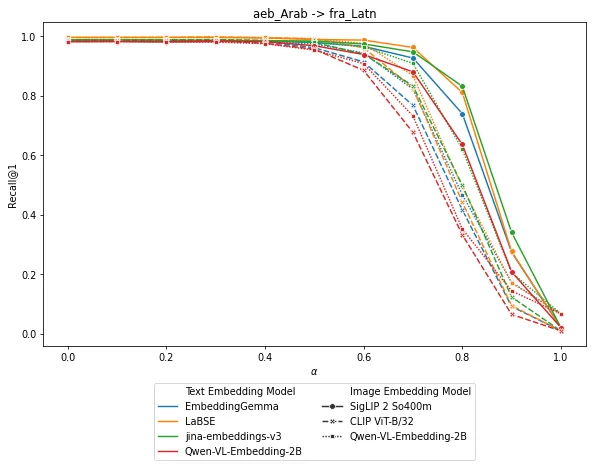 aeb_Arab -> fra_Latn
Recall@1
1.0
0.8
0.6
0.4
0.2
0.0
0.0 0.2 0.4 0.6 0.8 1.0
α
Text Embedding Model
EmbeddingGemma
LaBSE
jina-embeddings-v3
Qwen-VL-Embedding-2B
Image Embedding Model
SigLIP 2 So400m
CLIP ViT-B/32
Qwen-VL-Embedding-2B